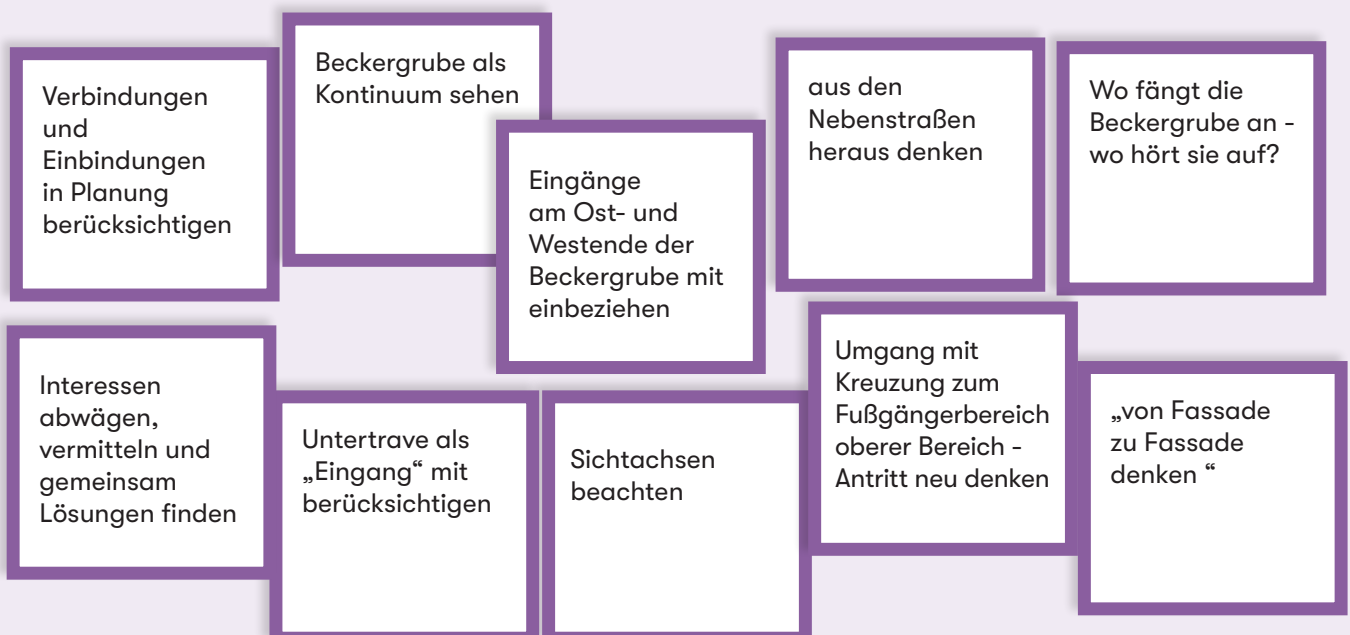 Verbindungen
und
Einbindungen
in Planung
berücksichtigen
Beckergrube als
Kontinuum sehen
Eingänge
am Ost- und
Westende der
Beckergrube mit
einbeziehen
aus den
Nebenstraßen
heraus denken
Wo fängt die
Beckergrube an -
wo hört sie auf?
Interessen
abwägen,
vermitteln und
gemeinsam
Lösungen finden
Untertrave als
„Eingang“ mit
berücksichtigen
Sichtachsen
beachten
Umgang mit
Kreuzung zum
Fußgängerbereich
oberer Bereich -
Antritt neu denken
„von Fassade
zu Fassade
denken “